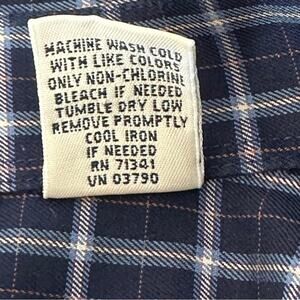 MACHINE WASH COLD
WITH LIKE COLORS
ONLY NON-CHLORINE
BLEACH IF NEEDED
TUMBLE DRY LOW
REMOVE PROMPTLY
COOL IRON
IF NEEDED
RN 71341
VN 03790